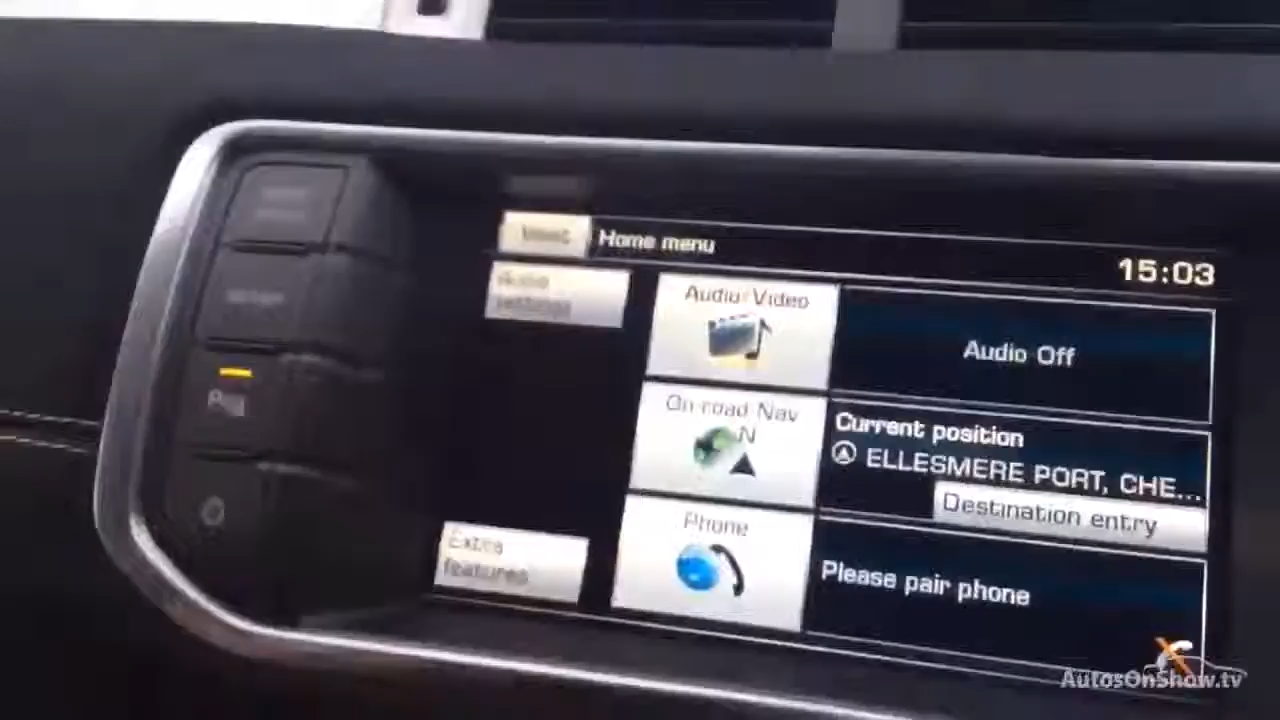 Home menu
15:03
Audio Video
Audio Off
On-road Nav
N
Current position
ELLESMERE PORT, CHE...
Destination entry
Extra
features
Phone
Please pair phone
AutosOnShow.tv